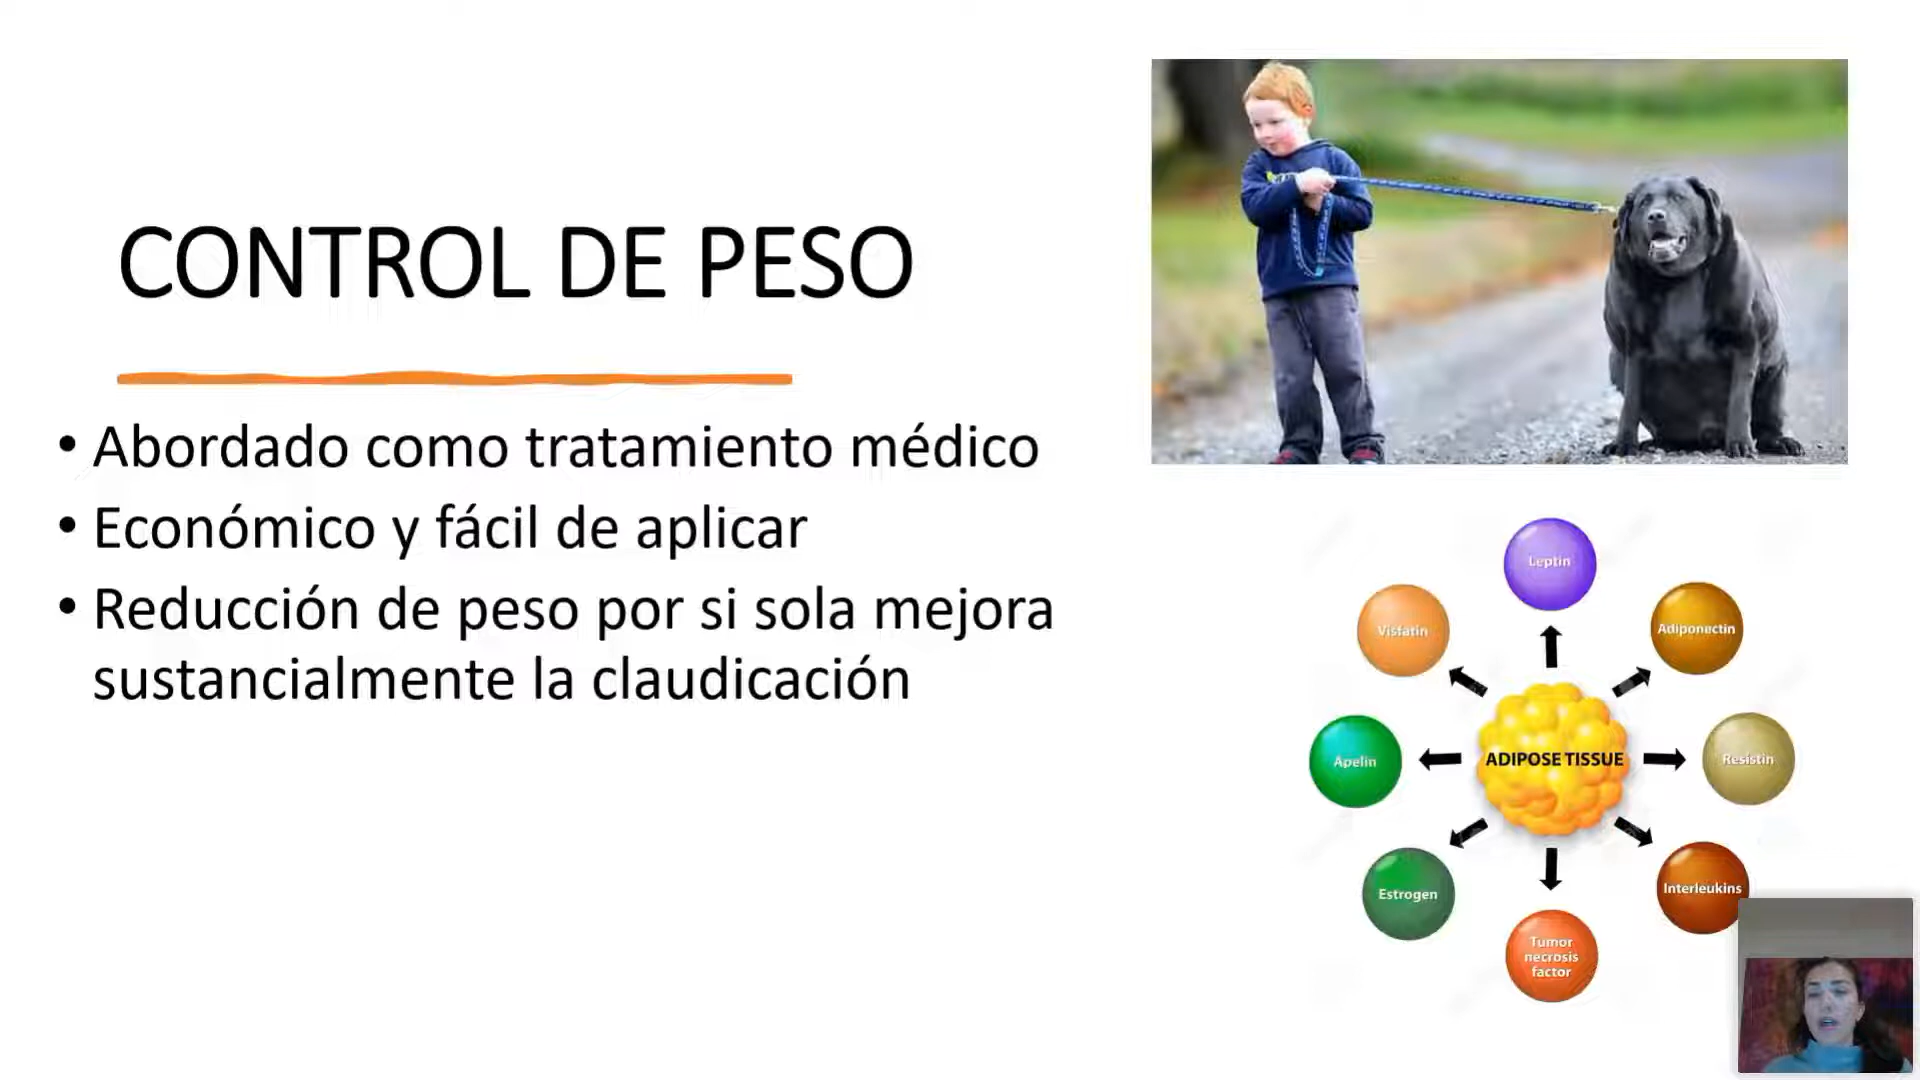 CONTROL DE PESO
• Abordado como tratamiento médico
• Económico y fácil de aplicar
• Reducción de peso por si sola mejora
sustancialmente la claudicación
Leptin
Visfatin
Adiponectin
Apelin
ADIPOSE TISSUE
Resistin
Estrogen
Interleukins
Tumor
necrosis
factor